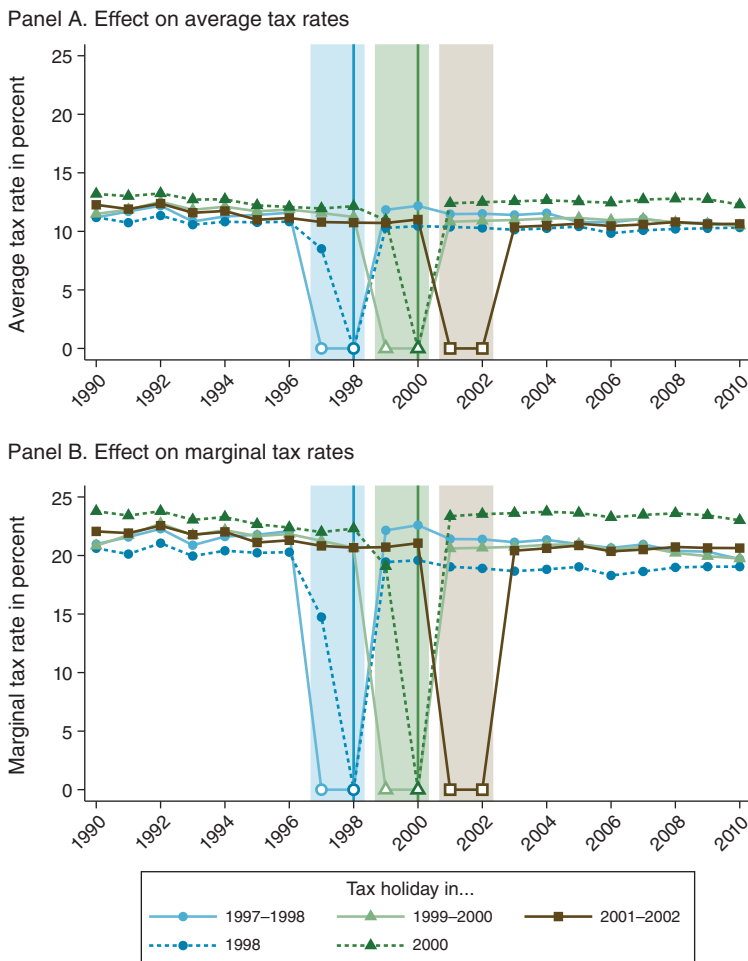 Panel A. Effect on average tax rates
Average tax rate in percent
25
20
15
10
5
0
1990 1992 1994 1996 1998 2000 2002 2004 2006 2008 2010
Panel B. Effect on marginal tax rates
Marginal tax rate in percent
25
20
15
10
5
0
1990 1992 1994 1996 1998 2000 2002 2004 2006 2008 2010
Tax holiday in...
1997–1998 1999–2000 2001–2002
1998 2000